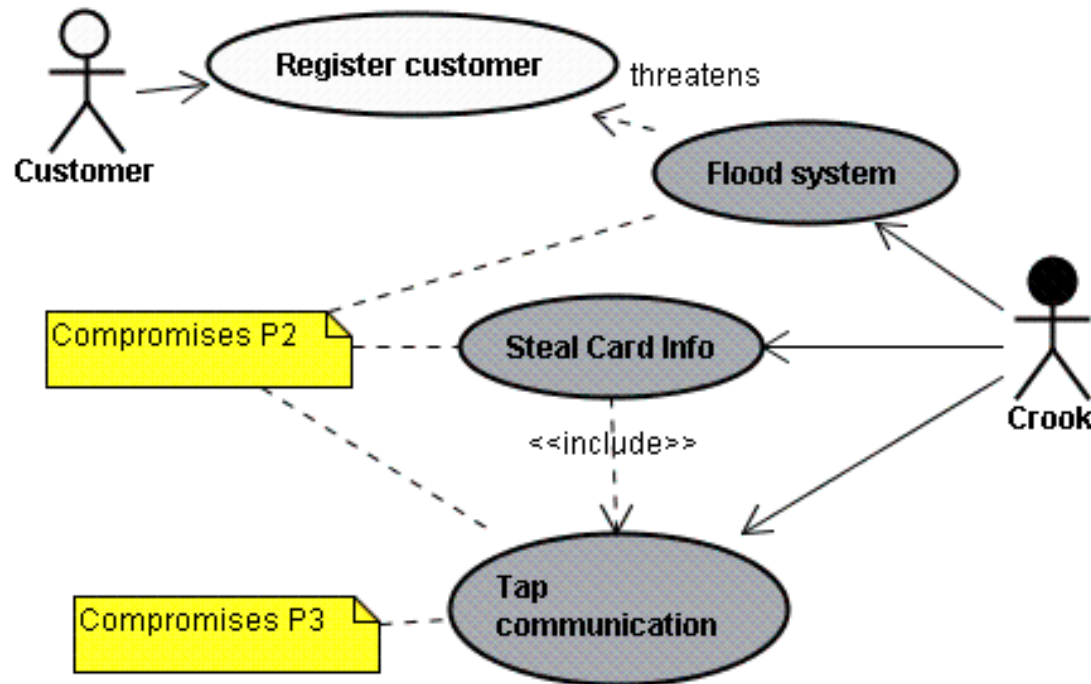 Register customer
threatens
Customer
Flood system
Compromises P2
Steal Card Info
Crook
<<include>>
Tap
communication
Compromises P3